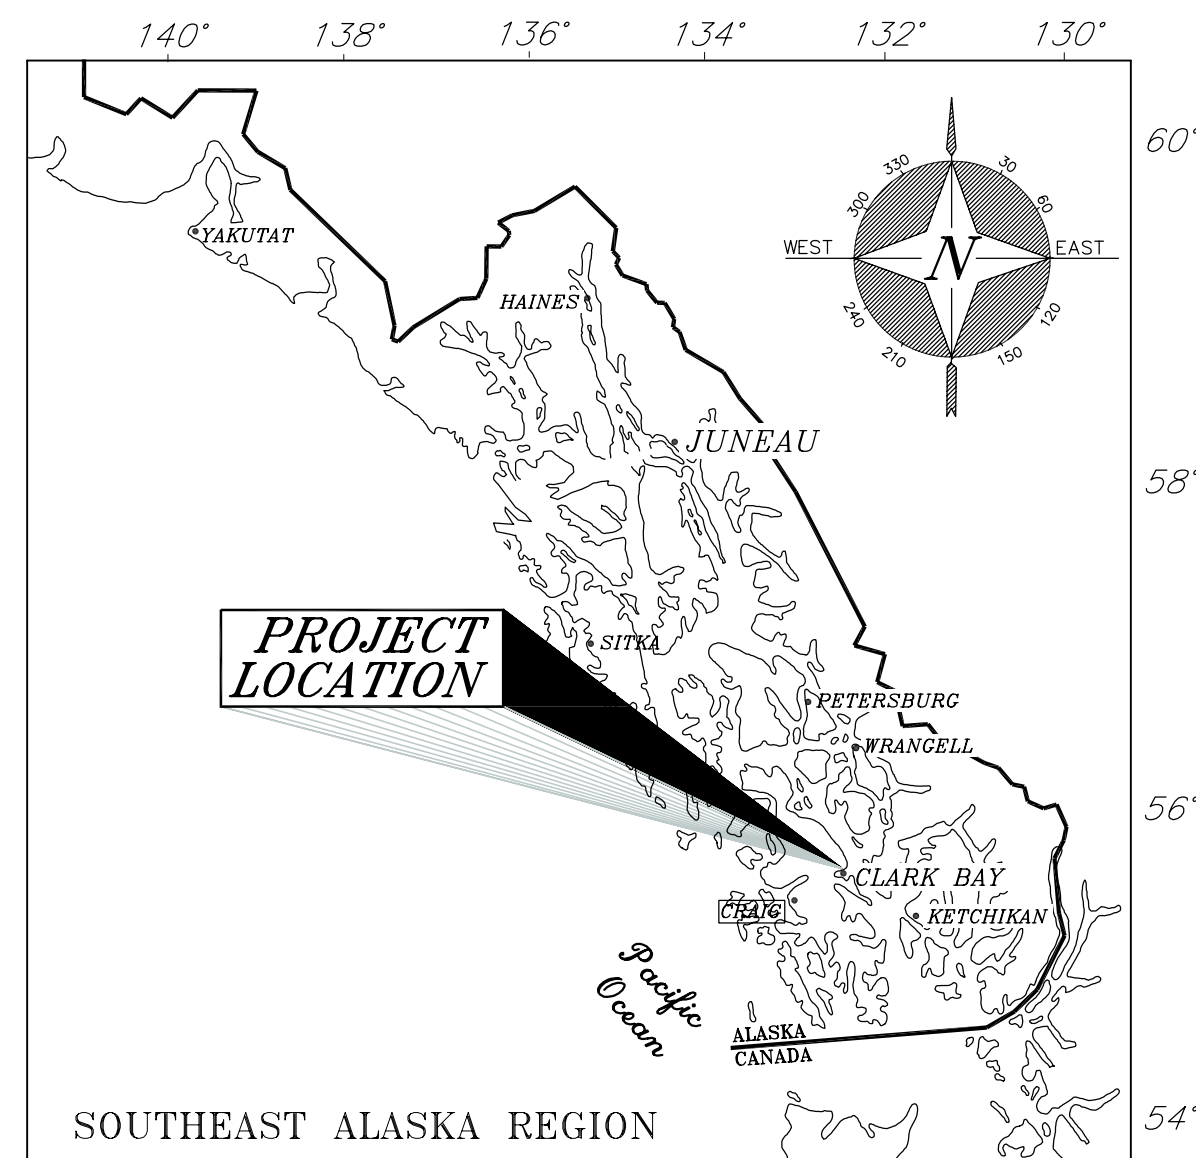 140° 138° 136° 134° 132° 130°
60°
330 30
300 60
WEST N EAST
240 120
210 150
YAKUTAT
HAINES
JUNEAU
58°
PROJECT
LOCATION
SITKA
PETERSBURG
WRANGELL
56°
CLARK BAY
CRAIG
KETCHIKAN
Pacific
Ocean
ALASKA
CANADA
SOUTHEAST ALASKA REGION
54°